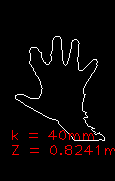 k = 40mm
Z = 0.8241m